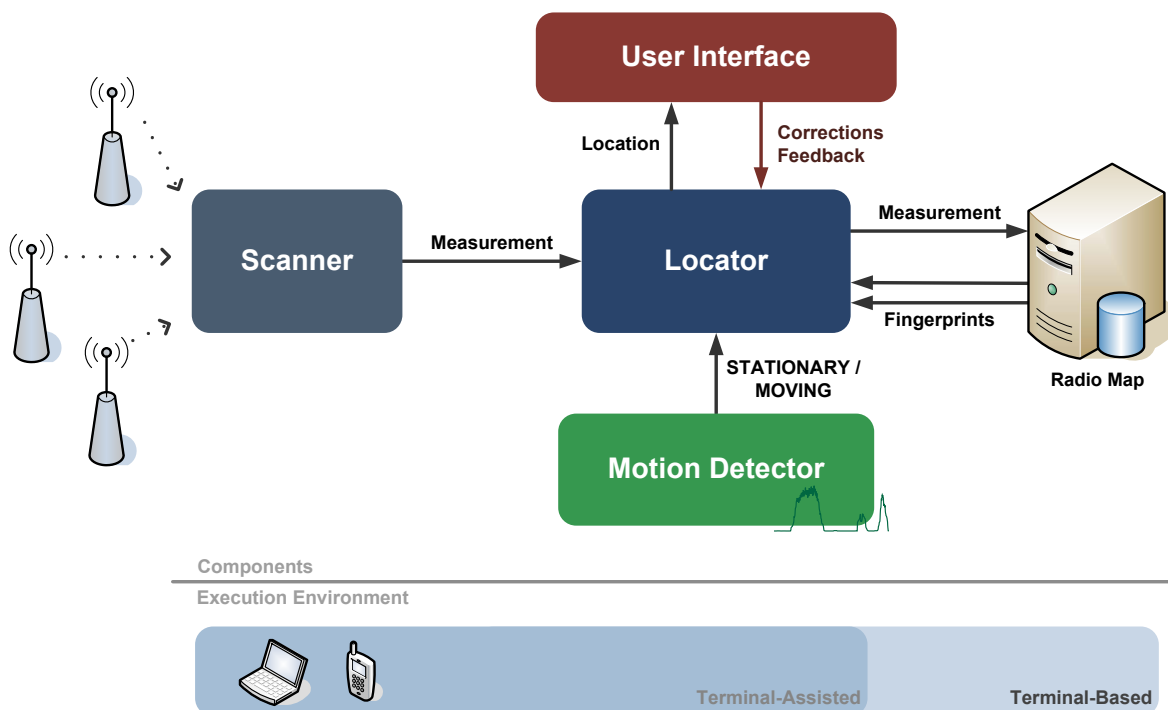 User Interface
Location
Corrections
Feedback
Scanner
Measurement
Locator
Measurement
Fingerprints
Radio Map
STATIONARY /
MOVING
Motion Detector
Components
Execution Environment
Terminal-Assisted
Terminal-Based